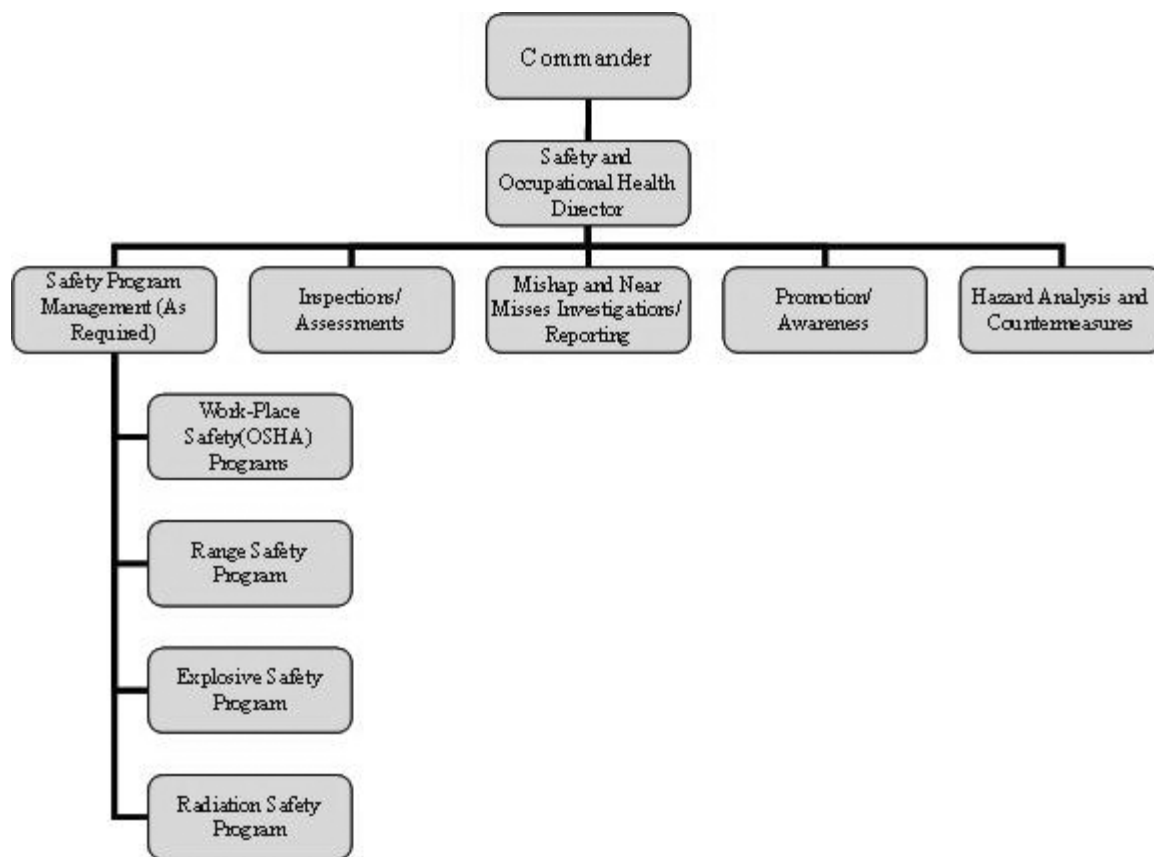 Commander
Safety and
Occupational Health
Director
Safety Program
Management (As
Required)
Inspections/
Assessments
Mishap and Near
Misses Investigations/
Reporting
Promotion/
Awareness
Hazard Analysis and
Countermeasures
Work-Place
Safety(OSHA)
Programs
Range Safety
Program
Explosive Safety
Program
Radiation Safety
Program